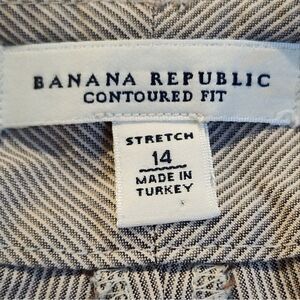 BANANA REPUBLIC
CONTOURED FIT
STRETCH
14
MADE IN
TURKEY